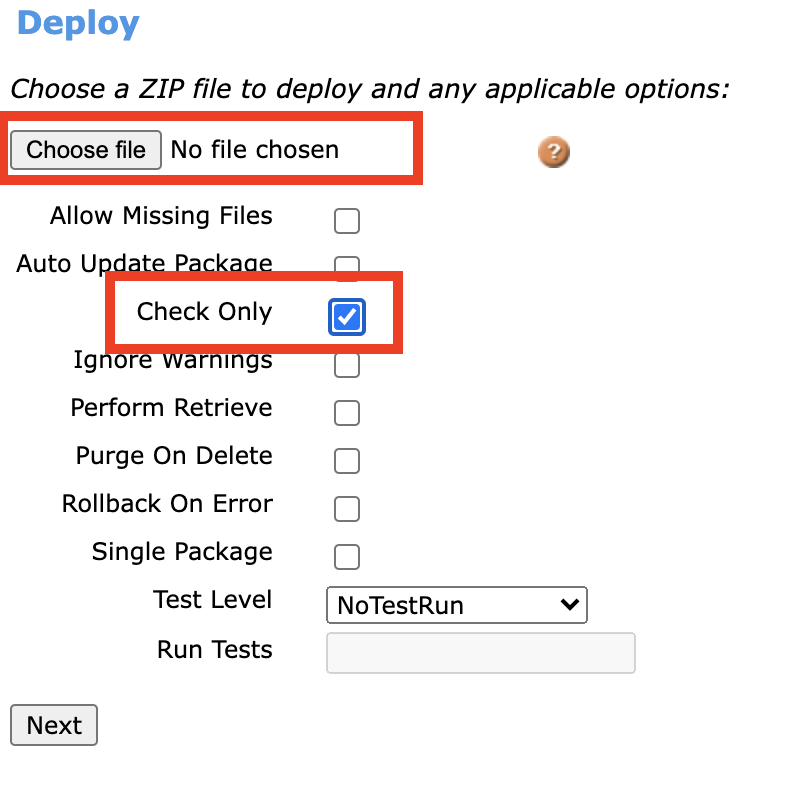 Deploy
Choose a ZIP file to deploy and any applicable options:
Choose file No file chosen ?
Allow Missing Files
Auto Update Package
Check Only
Ignore Warnings
Perform Retrieve
Purge On Delete
Rollback On Error
Single Package
Test Level NoTestRun
Run Tests
Next